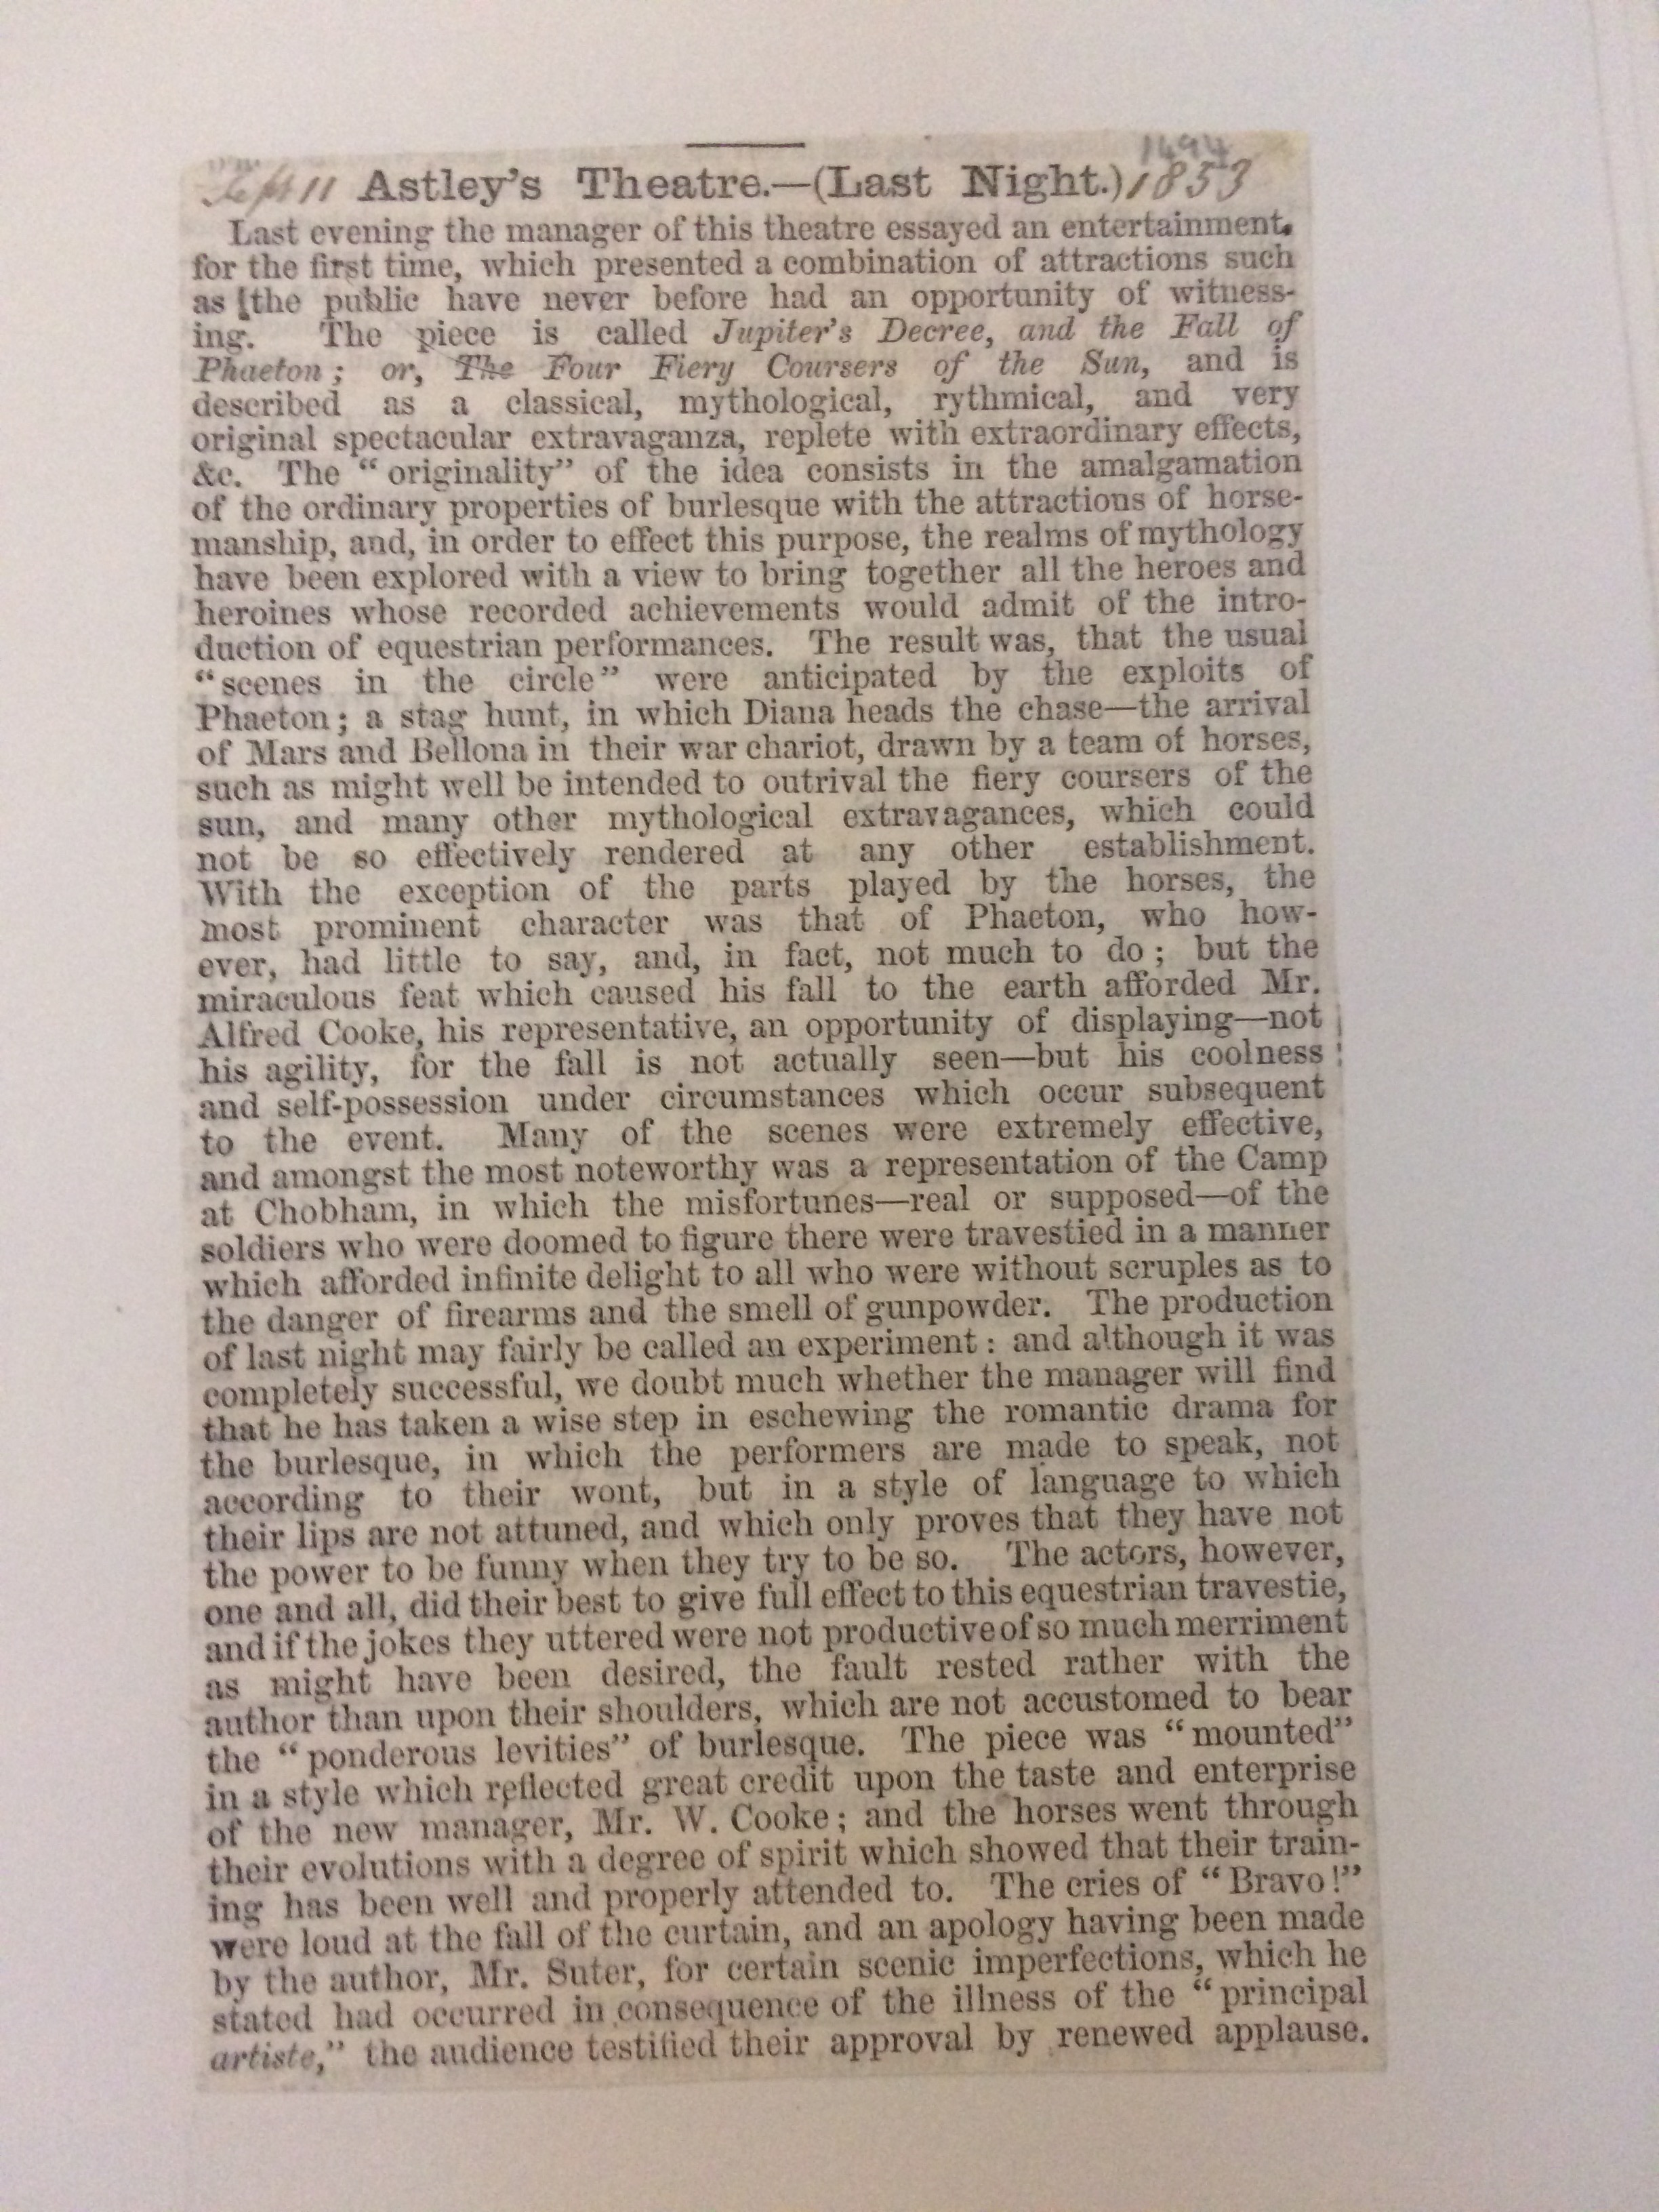 1494
Sept 11 Astley's Theatre.—(Last Night.) 1853
Last evening the manager of this theatre essayed an entertainment.
for the first time, which presented a combination of attractions such
as [the public have never before had an opportunity of witness-
ing. The piece is called Jupiter's Decree, and the Fall of
Phaeton; or, The Four Fiery Coursers of the Sun, and is
described as a classical, mythological, rythmical, and very
original spectacular extravaganza, replete with extraordinary effects,
&c. The "originality" of the idea consists in the amalgamation
of the ordinary properties of burlesque with the attractions of horse-
manship, and, in order to effect this purpose, the realms of mythology
have been explored with a view to bring together all the heroes and
heroines whose recorded achievements would admit of the intro-
duction of equestrian performances. The result was, that the usual
"scenes in the circle" were anticipated by the exploits of
Phaeton; a stag hunt, in which Diana heads the chase—the arrival
of Mars and Bellona in their war chariot, drawn by a team of horses,
such as might well be intended to outrival the fiery coursers of the
sun, and many other mythological extravagances, which could
not be so effectively rendered at any other establishment.
With the exception of the parts played by the horses, the
most prominent character was that of Phaeton, who how-
ever, had little to say, and, in fact, not much to do; but the
miraculous feat which caused his fall to the earth afforded Mr.
Alfred Cooke, his representative, an opportunity of displaying—not
his agility, for the fall is not actually seen—but his coolness
and self-possession under circumstances which occur subsequent
to the event. Many of the scenes were extremely effective,
and amongst the most noteworthy was a representation of the Camp
at Chobham, in which the misfortunes—real or supposed—of the
soldiers who were doomed to figure there were travestied in a manner
which afforded infinite delight to all who were without scruples as to
the danger of firearms and the smell of gunpowder. The production
of last night may fairly be called an experiment: and although it was
completely successful, we doubt much whether the manager will find
that he has taken a wise step in eschewing the romantic drama for
the burlesque, in which the performers are made to speak, not
according to their wont, but in a style of language to which
their lips are not attuned, and which only proves that they have not
the power to be funny when they try to be so. The actors, however,
one and all, did their best to give full effect to this equestrian travestie,
and if the jokes they uttered were not productive of so much merriment
as might have been desired, the fault rested rather with the
author than upon their shoulders, which are not accustomed to bear
the "ponderous levities" of burlesque. The piece was "mounted"
in a style which reflected great credit upon the taste and enterprise
of the new manager, Mr. W. Cooke; and the horses went through
their evolutions with a degree of spirit which showed that their train-
ing has been well and properly attended to. The cries of "Bravo!"
were loud at the fall of the curtain, and an apology having been made
by the author, Mr. Suter, for certain scenic imperfections, which he
stated had occurred in consequence of the illness of the "principal
artiste," the audience testified their approval by renewed applause.